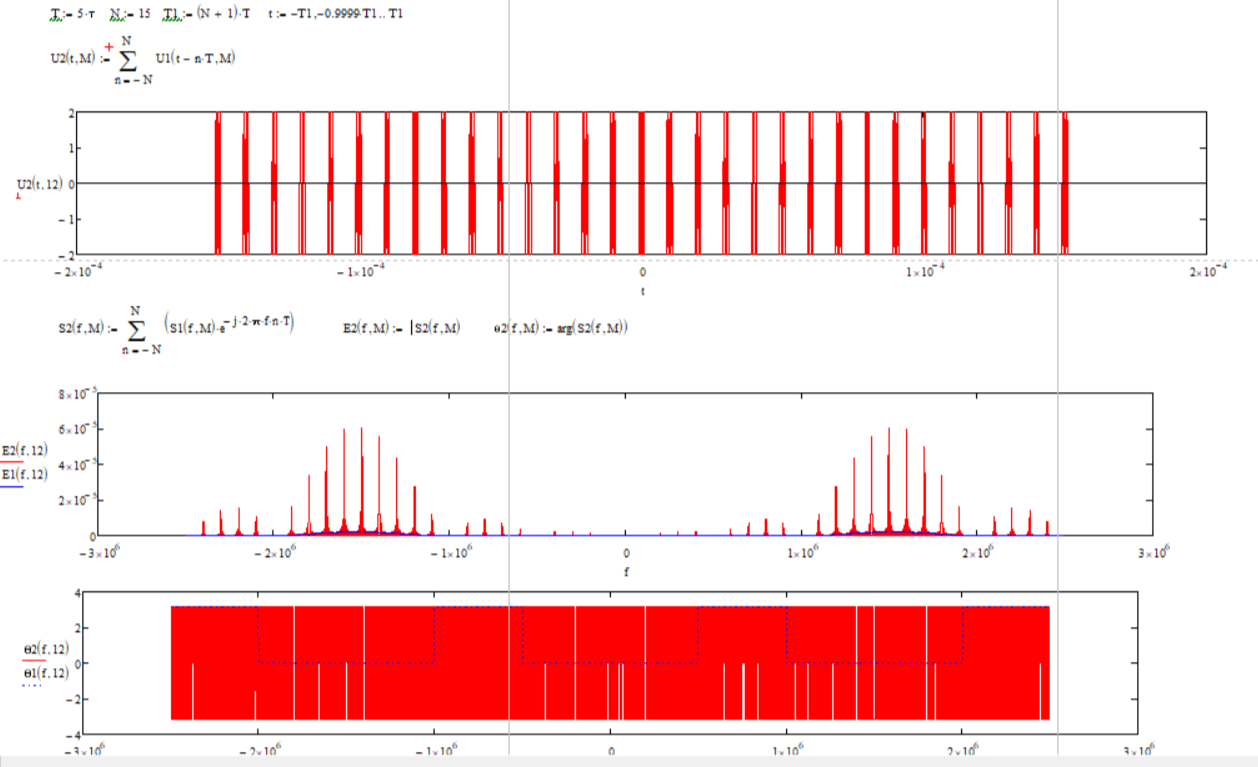 T := 5·τ N := 15 T1 := (N + 1)·T t := −T1,−0.9999·T1.. T1
N
U2(t,M) := ∑ U1(t − n·T,M)
n = − N
2
1
U2(t,12) 0
− 1
− 2
− 2×10⁻⁴ − 1×10⁻⁴ 0 1×10⁻⁴ 2×10⁻⁴
t
N
S2(f,M) := ∑ (S1(f,M)·e^(− j·2·π·f·n·T)) E2(f,M) := |S2(f,M) θ2(f,M) := arg(S2(f,M))
n = − N
8×10⁻⁵
6×10⁻⁵
E2(f,12)
4×10⁻⁵
E1(f,12)
2×10⁻⁵
0
− 3×10⁶ − 2×10⁶ − 1×10⁶ 0 1×10⁶ 2×10⁶ 3×10⁶
f
4
2
θ2(f,12)
0
θ1(f,12)
− 2
− 4
− 3×10⁶ − 2×10⁶ − 1×10⁶ 0 1×10⁶ 2×10⁶ 3×10⁶